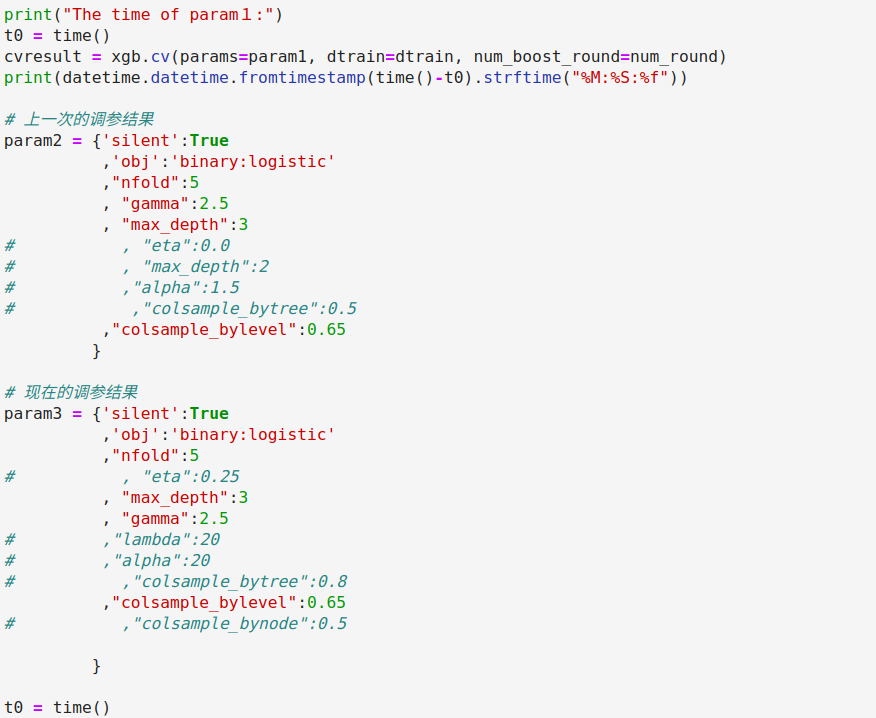 print("The time of param１:")
t0 = time()
cvresult = xgb.cv(params=param1, dtrain=dtrain, num_boost_round=num_round)
print(datetime.datetime.fromtimestamp(time()-t0).strftime("%M:%S:%f"))
# 上一次的调参结果
param2 = {'silent':True
,'obj':'binary:logistic'
,"nfold":5
, "gamma":2.5
, "max_depth":3
# , "eta":0.0
# , "max_depth":2
# ,"alpha":1.5
# ,"colsample_bytree":0.5
,"colsample_bylevel":0.65
}
# 现在的调参结果
param3 = {'silent':True
,'obj':'binary:logistic'
,"nfold":5
# , "eta":0.25
, "max_depth":3
, "gamma":2.5
# ,"lambda":20
# ,"alpha":20
# ,"colsample_bytree":0.8
,"colsample_bylevel":0.65
# ,"colsample_bynode":0.5
}
t0 = time()